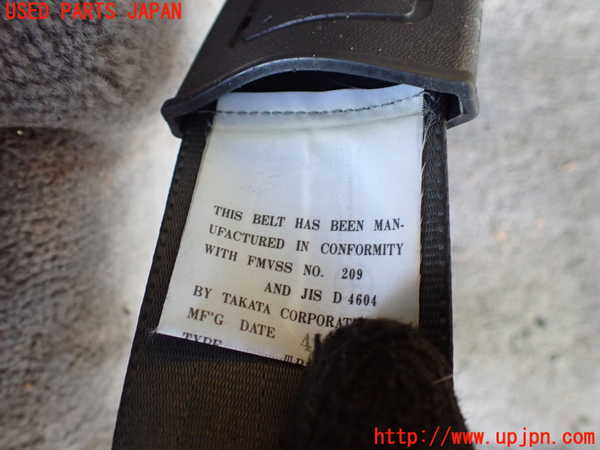 USED PARTS JAPAN
THIS BELT HAS BEEN MAN-
UFACTURED IN CONFORMITY
WITH FMVSS NO. 209
AND JIS D 4604
BY TAKATA
MF'G DATE
TYPE
http://www.upjpn.com/